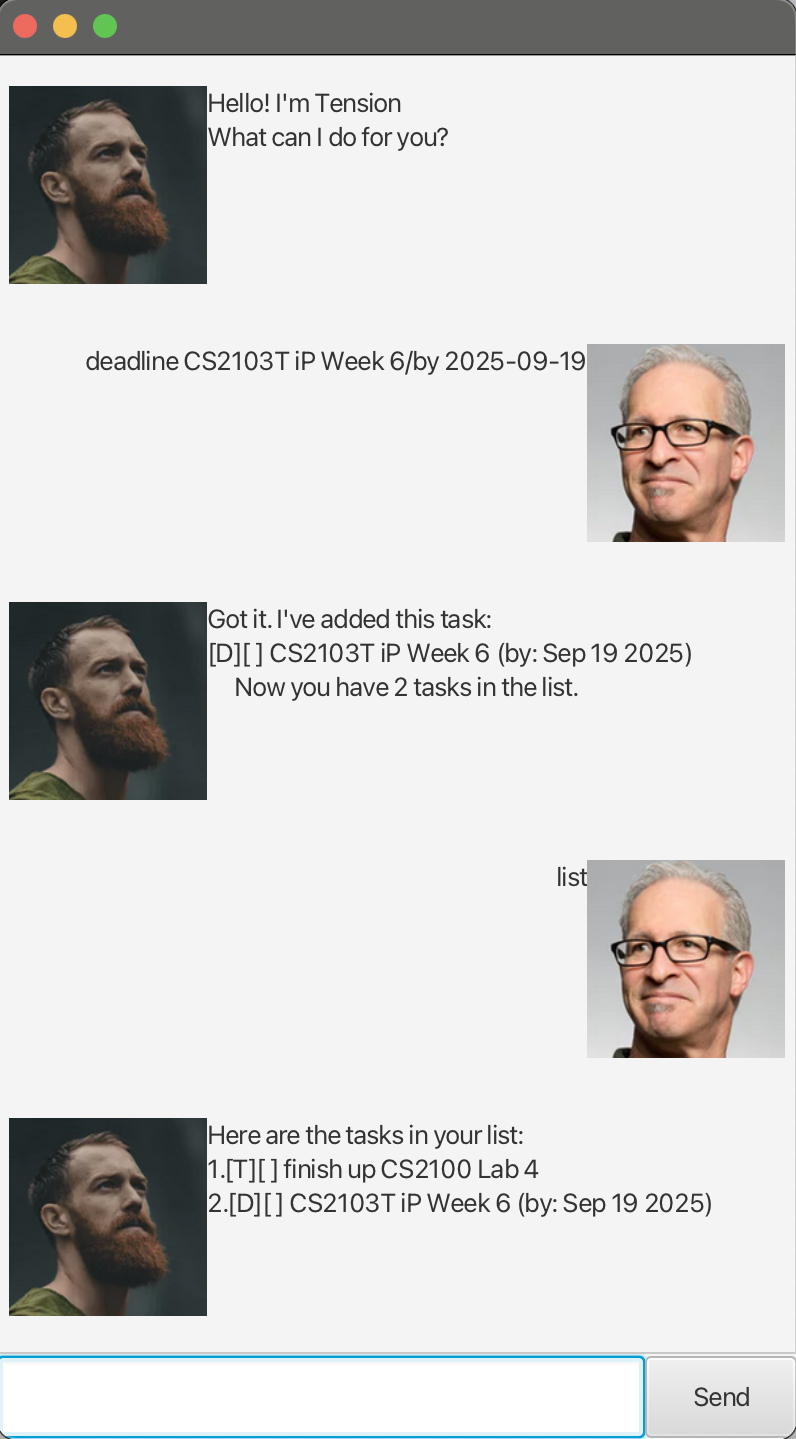 Hello! I'm Tension
What can I do for you?
deadline CS2103T iP Week 6/by 2025-09-19
Got it. I've added this task:
[D][ ] CS2103T iP Week 6 (by: Sep 19 2025)
Now you have 2 tasks in the list.
list
Here are the tasks in your list:
1.[T][ ] finish up CS2100 Lab 4
2.[D][ ] CS2103T iP Week 6 (by: Sep 19 2025)
Send